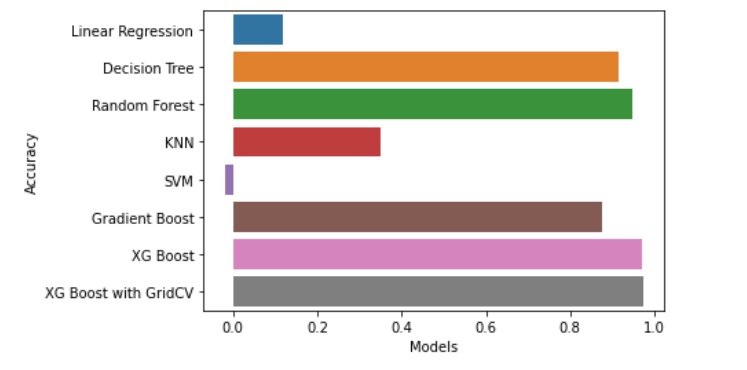 Linear Regression
Decision Tree
Random Forest
KNN
SVM
Gradient Boost
XG Boost
XG Boost with GridCV
Accuracy
0.0 0.2 0.4 0.6 0.8 1.0
Models